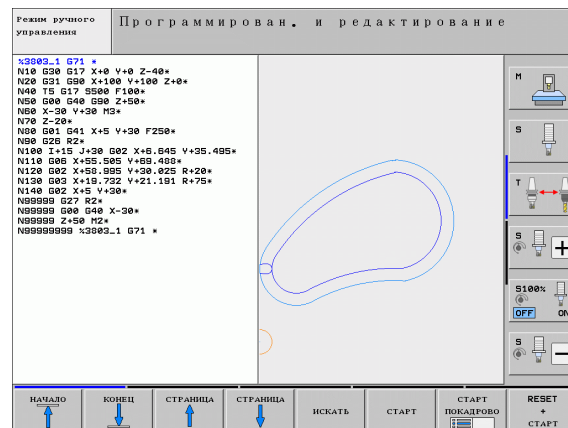 Режим ручного
управления
Программирован. и редактирование
%3803_1 G71 *
N10 G30 G17 X+0 Y+0 Z-40*
N20 G31 G90 X+100 Y+100 Z+0*
N40 T5 G17 S500 F100*
N50 G00 G40 G90 Z+50*
N60 X-30 Y+30 M3*
N70 Z-20*
N80 G01 G41 X+5 Y+30 F250*
N90 G26 R2*
N100 I+15 J+30 G02 X+6.645 Y+35.495*
N110 G06 X+55.505 Y+69.488*
N120 G02 X+58.995 Y+30.025 R+20*
N130 G03 X+19.732 Y+21.191 R+75*
N140 G02 X+5 Y+30*
N99999 G27 R2*
N99999 G00 G40 X-30*
N99999 Z+50 M2*
N99999999 %3803_1 G71 *
M
S
T
S
+
S100%
OFF ON
S
−
НАЧАЛО
КОНЕЦ
СТРАНИЦА
СТРАНИЦА
ИСКАТЬ
СТАРТ
СТАРТ
ПОКАДРОВО
RESET
+
СТАРТ